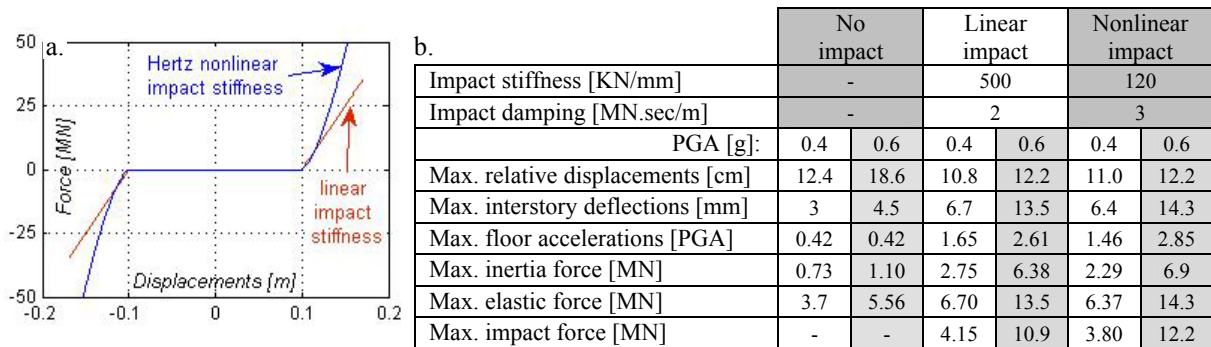 a.
50
25
0
-25
-50
-0.2
-0.1
0
0.1
0.2
Force [MN]
Displacements [m]
Hertz nonlinear
impact stiffness
linear
impact
stiffness
b.
No impact Linear impact Nonlinear impact
Impact stiffness [KN/mm] - 500 120
Impact damping [MN.sec/m] - 2 3
PGA [g]: 0.4 0.6 0.4 0.6 0.4 0.6
Max. relative displacements [cm] 12.4 18.6 10.8 12.2 11.0 12.2
Max. interstory deflections [mm] 3 4.5 6.7 13.5 6.4 14.3
Max. floor accelerations [PGA] 0.42 0.42 1.65 2.61 1.46 2.85
Max. inertia force [MN] 0.73 1.10 2.75 6.38 2.29 6.9
Max. elastic force [MN] 3.7 5.56 6.70 13.5 6.37 14.3
Max. impact force [MN] - - 4.15 10.9 3.80 12.2